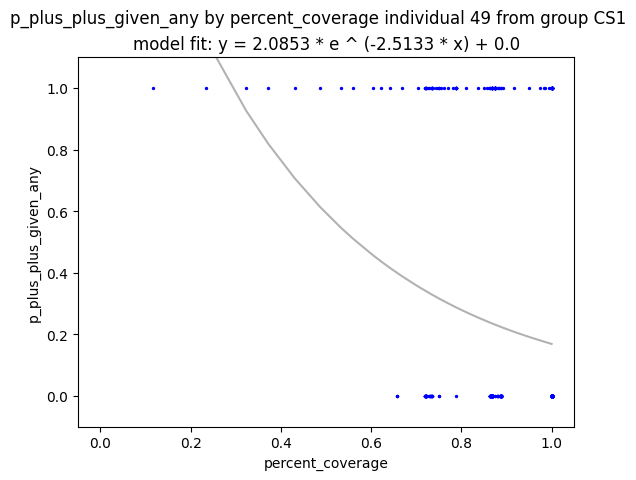 p_plus_plus_given_any by percent_coverage individual 49 from group CS1
model fit: y = 2.0853 * e ^ (-2.5133 * x) + 0.0
1.0
0.8
0.6
0.4
0.2
0.0
p_plus_plus_given_any
0.0 0.2 0.4 0.6 0.8 1.0
percent_coverage